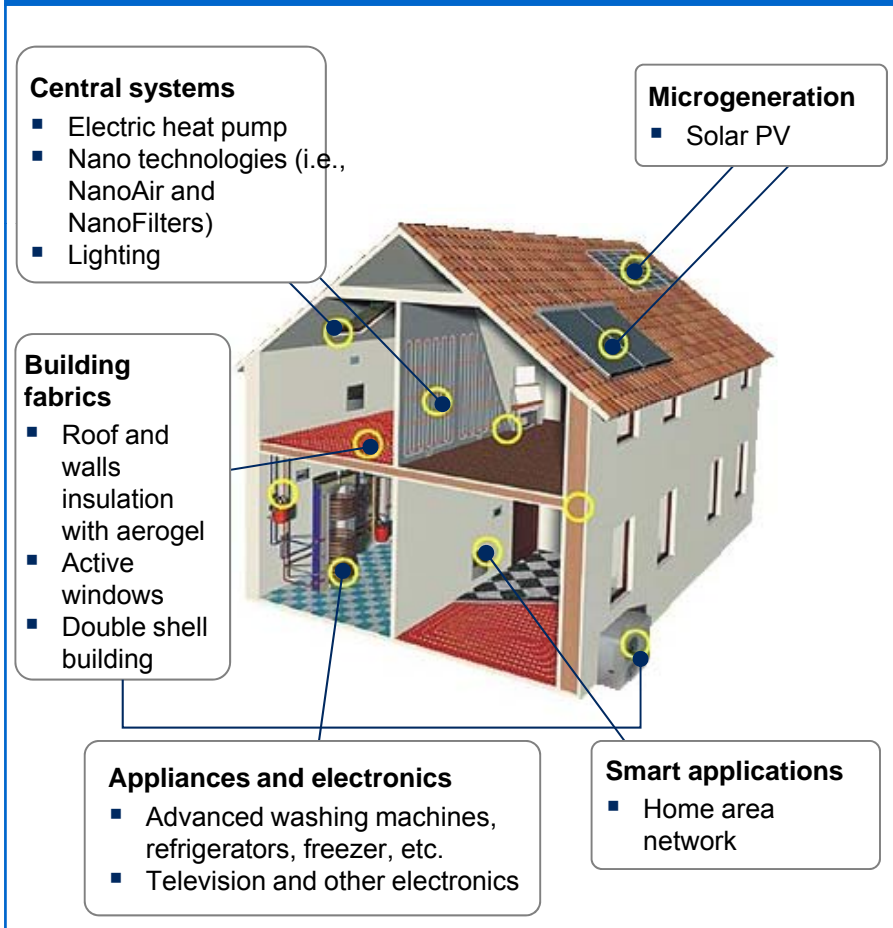 Central systems
▪ Electric heat pump
▪ Nano technologies (i.e.,
NanoAir and
NanoFilters)
▪ Lighting
Microgeneration
▪ Solar PV
Building
fabrics
▪ Roof and
walls
insulation
with aerogel
▪ Active
windows
▪ Double shell
building
Appliances and electronics
▪ Advanced washing machines,
refrigerators, freezer, etc.
▪ Television and other electronics
Smart applications
▪ Home area
network